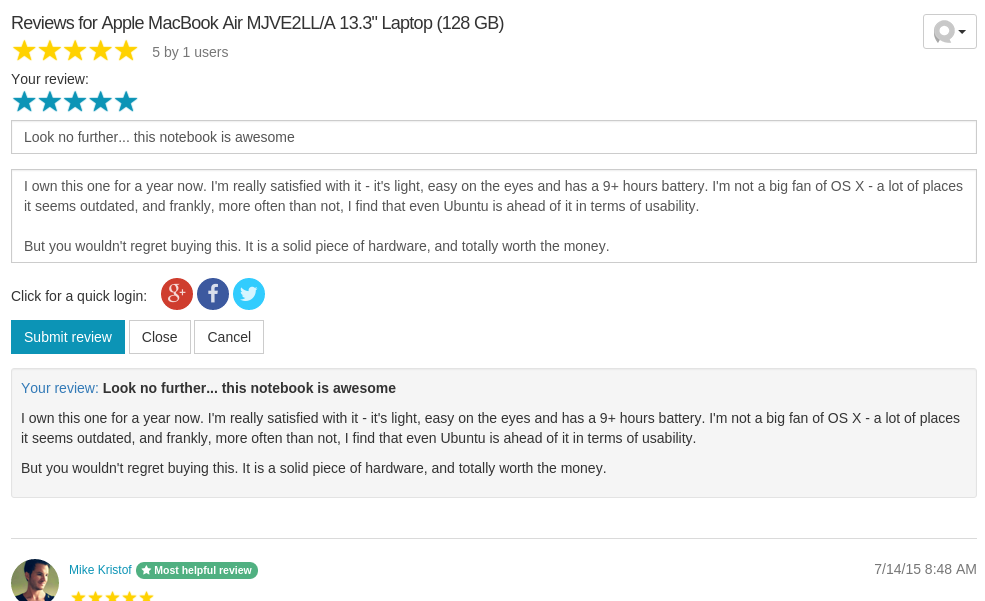 Reviews for Apple MacBook Air MJVE2LL/A 13.3" Laptop (128 GB)
5 by 1 users
Your review:
Look no further... this notebook is awesome
I own this one for a year now. I'm really satisfied with it - it's light, easy on the eyes and has a 9+ hours battery. I'm not a big fan of OS X - a lot of places
it seems outdated, and frankly, more often than not, I find that even Ubuntu is ahead of it in terms of usability.
But you wouldn't regret buying this. It is a solid piece of hardware, and totally worth the money.
Click for a quick login: g+ f
Submit review Close Cancel
Your review: Look no further... this notebook is awesome
I own this one for a year now. I'm really satisfied with it - it's light, easy on the eyes and has a 9+ hours battery. I'm not a big fan of OS X - a lot of places
it seems outdated, and frankly, more often than not, I find that even Ubuntu is ahead of it in terms of usability.
But you wouldn't regret buying this. It is a solid piece of hardware, and totally worth the money.
Mike Kristof Most helpful review 7/14/15 8:48 AM